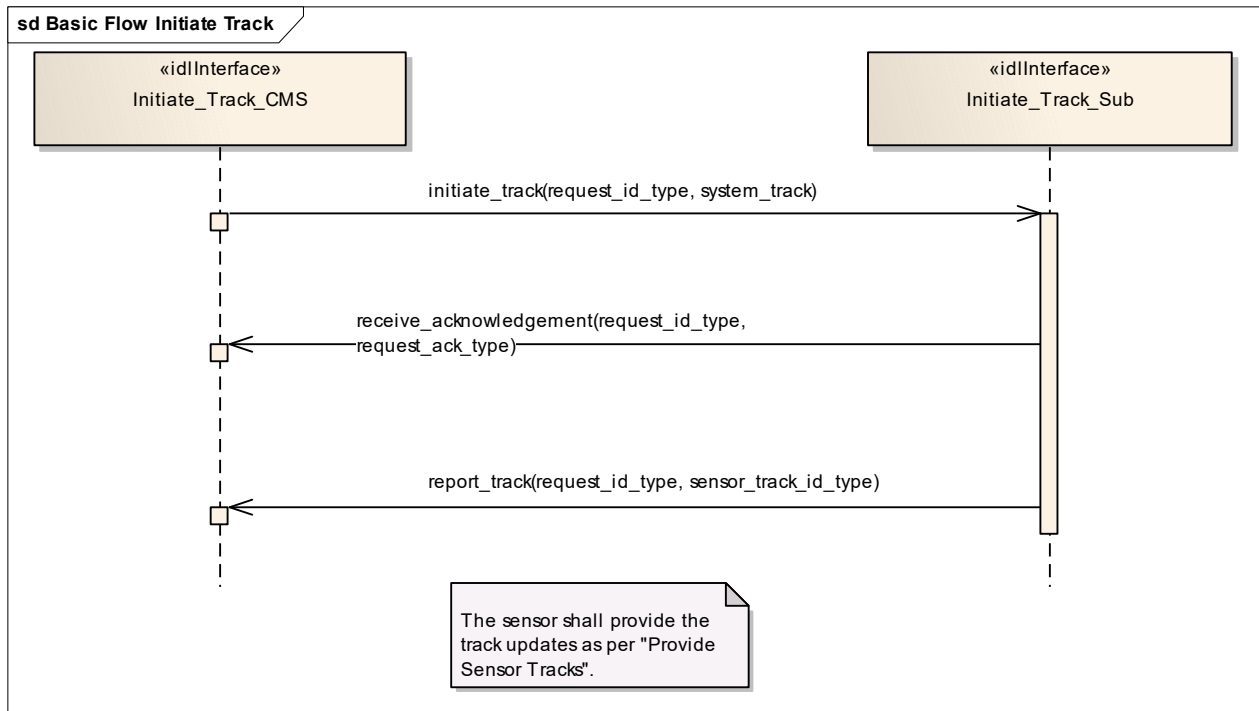 sd Basic Flow Initiate Track
«idlInterface»
Initiate_Track_CMS
«idlInterface»
Initiate_Track_Sub
initiate_track(request_id_type, system_track)
receive_acknowledgement(request_id_type,
request_ack_type)
report_track(request_id_type, sensor_track_id_type)
The sensor shall provide the
track updates as per "Provide
Sensor Tracks".